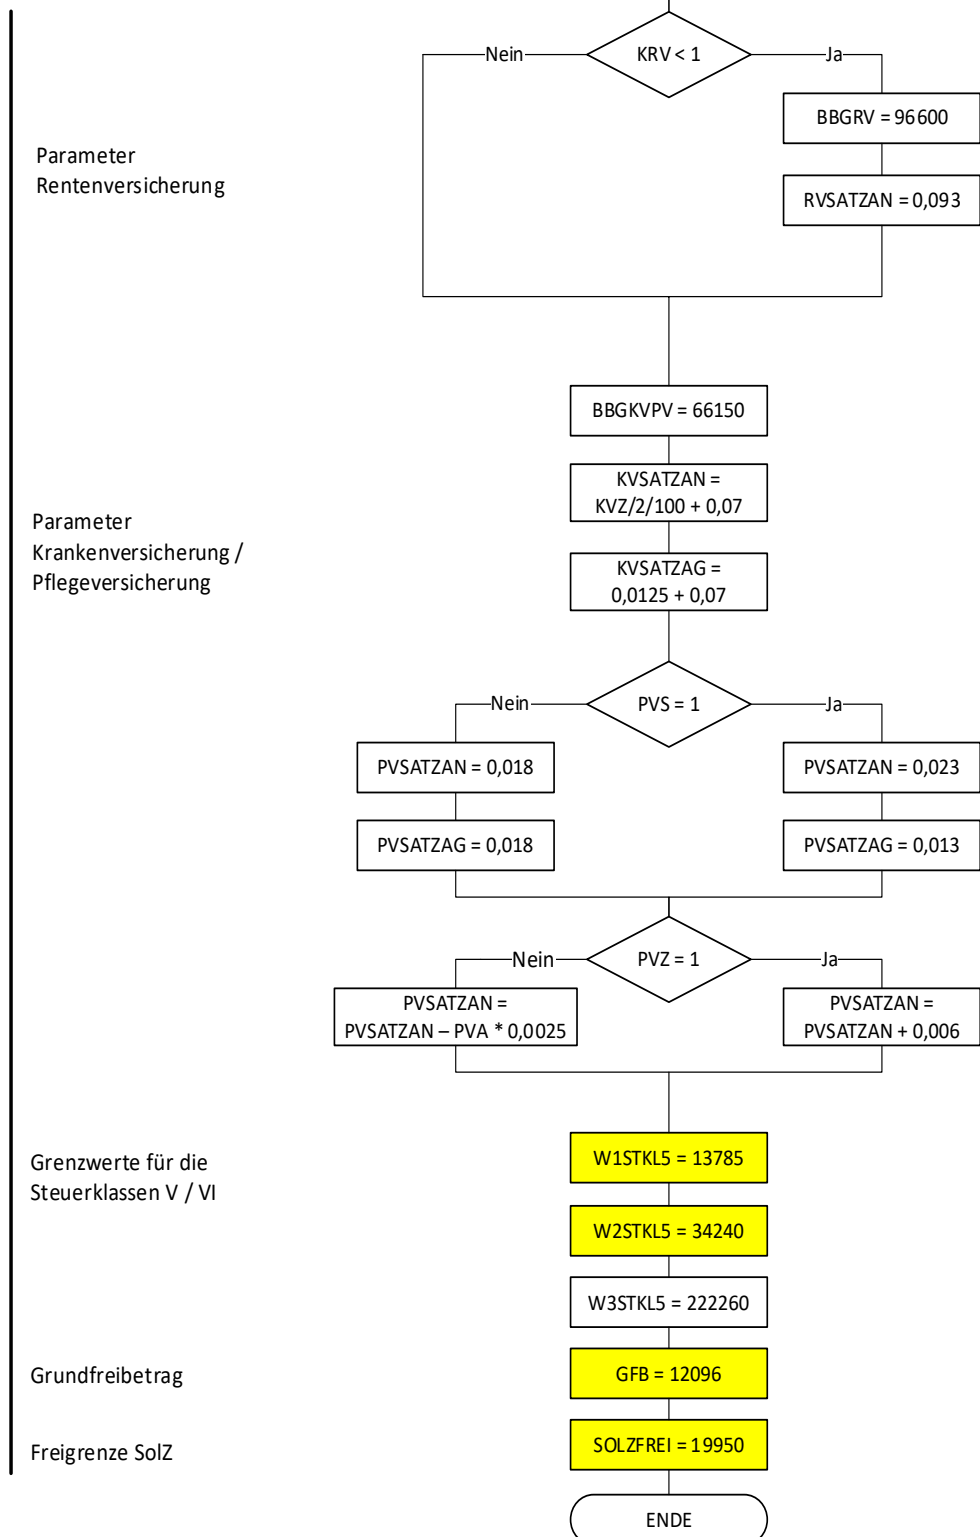 KRV < 1
Nein
Ja
BBGRV = 96600
RVSATZAN = 0,093
Parameter
Rentenversicherung
BBGKVPV = 66150
KVSATZAN =
KVZ/2/100 + 0,07
KVSATZAG =
0,0125 + 0,07
Parameter
Krankenversicherung /
Pflegeversicherung
PVS = 1
Nein
Ja
PVSATZAN = 0,018
PVSATZAN = 0,023
PVSATZAG = 0,018
PVSATZAG = 0,013
PVZ = 1
Nein
Ja
PVSATZAN =
PVSATZAN – PVA * 0,0025
PVSATZAN =
PVSATZAN + 0,006
Grenzwerte für die
Steuerklassen V / VI
W1STKL5 = 13785
W2STKL5 = 34240
W3STKL5 = 222260
Grundfreibetrag
GFB = 12096
Freigrenze SolZ
SOLZFREI = 19950
ENDE